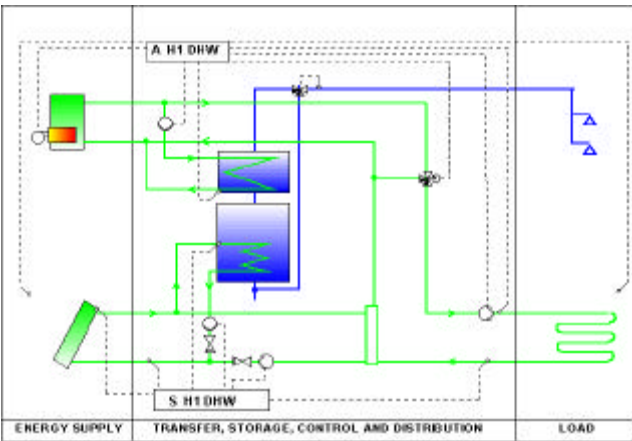 A H1 DHW
S H1 DHW
ENERGY SUPPLY
TRANSFER, STORAGE, CONTROL AND DISTRIBUTION
LOAD